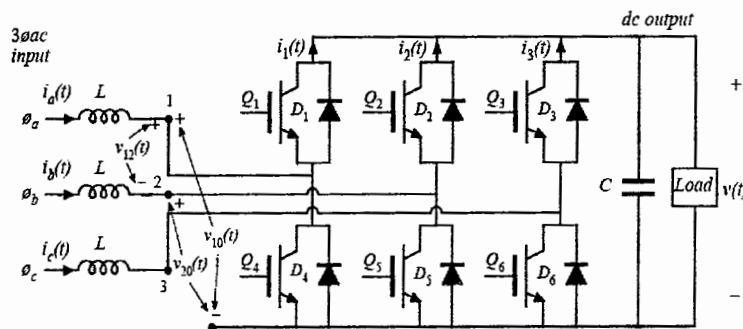 3øac
input
dc output
i1(t)
i2(t)
i3(t)
ia(t)
L
1
øa
+
+
Q1
D1
Q2
D2
Q3
D3
+
v12(t)
ib(t)
L
−
2
øb
+
v10(t)
C
Load
v(t)
ic(t)
L
v20(t)
øc
3
−
Q4
D4
Q5
D5
Q6
D6
−